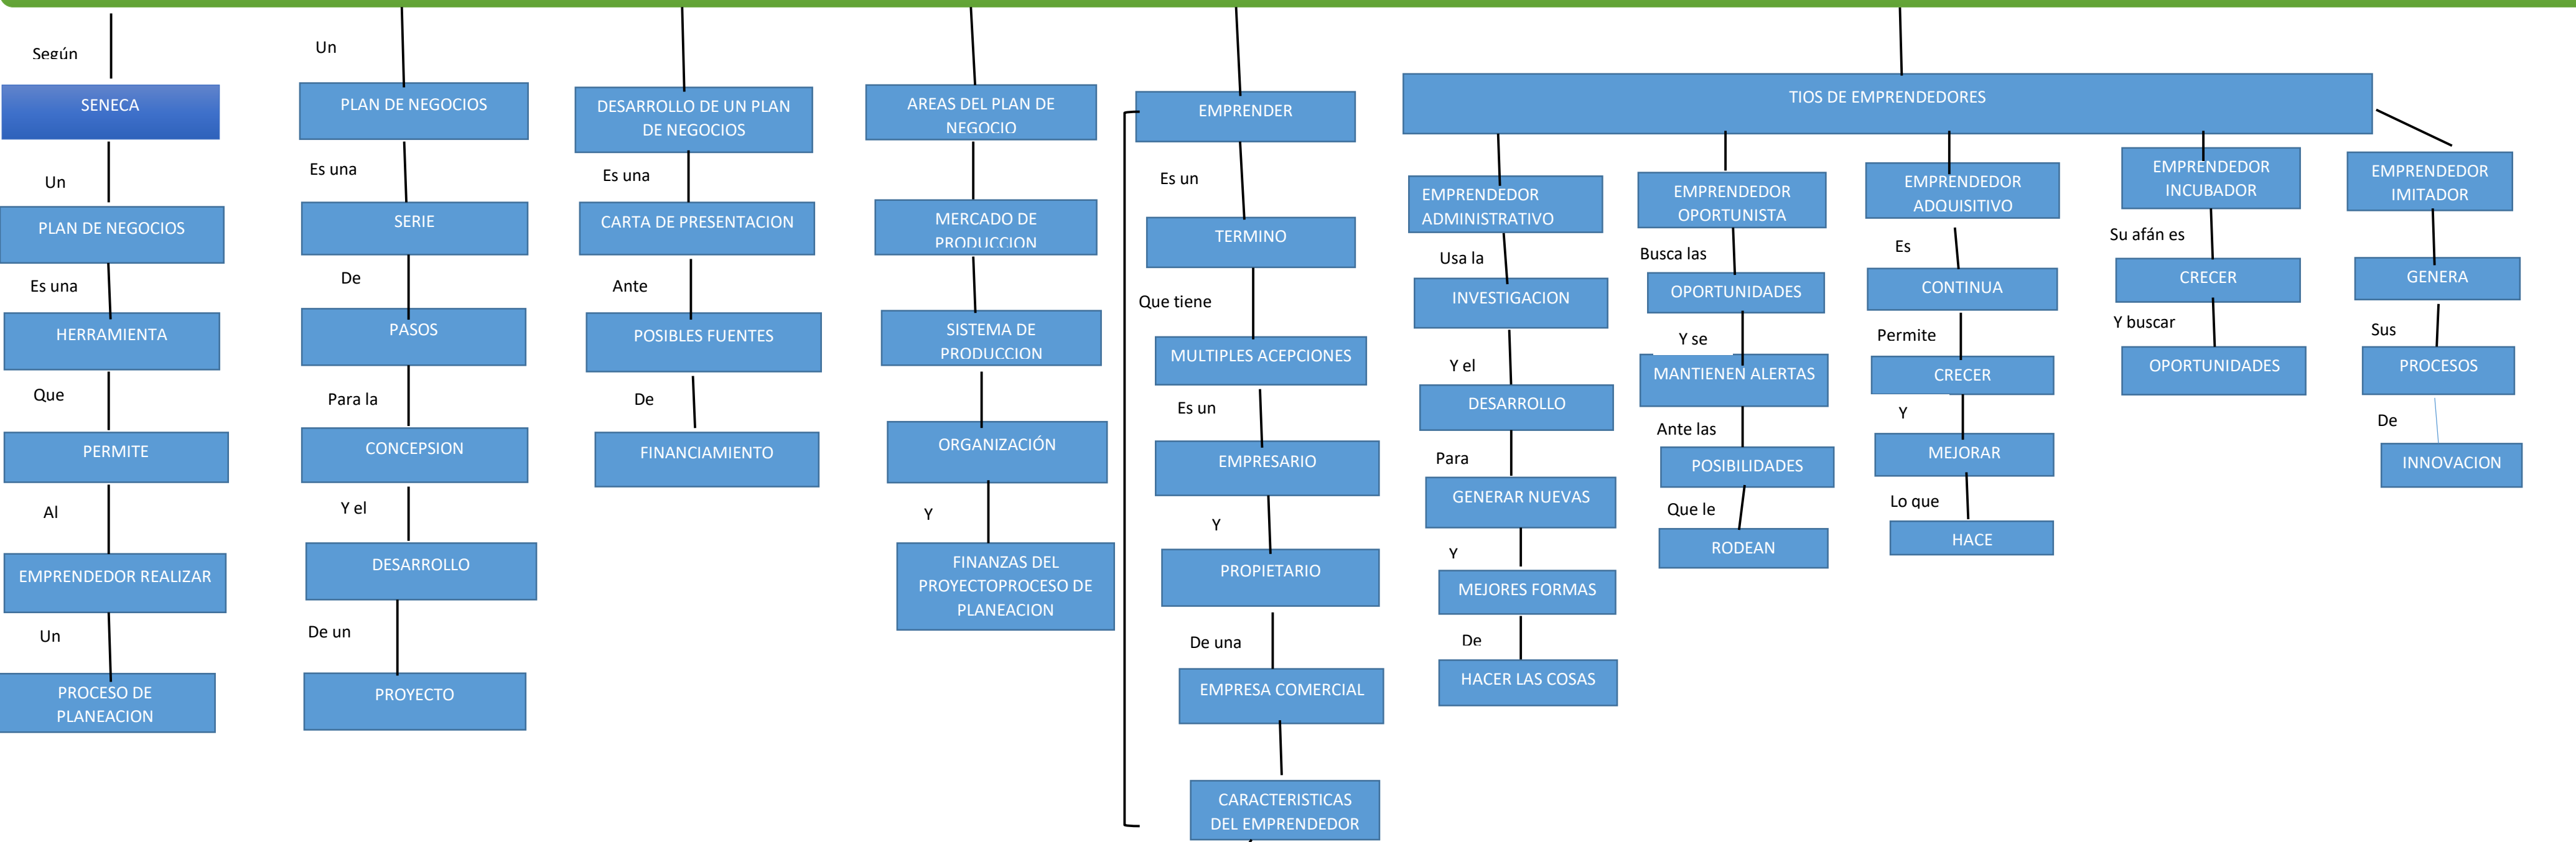 Según
SENECA
Un
PLAN DE NEGOCIOS
Es una
HERRAMIENTA
Que
PERMITE
Al
EMPRENDEDOR REALIZAR
Un
PROCESO DE
PLANEACION
Un
PLAN DE NEGOCIOS
Es una
SERIE
De
PASOS
Para la
CONCEPSION
Y el
DESARROLLO
De un
PROYECTO
DESARROLLO DE UN PLAN
DE NEGOCIOS
Es una
CARTA DE PRESENTACION
Ante
POSIBLES FUENTES
De
FINANCIAMIENTO
AREAS DEL PLAN DE
NEGOCIO
MERCADO DE
PRODUCCION
SISTEMA DE
PRODUCCION
ORGANIZACIÓN
Y
FINANZAS DEL
PROYECTOPROCESO DE
PLANEACION
EMPRENDER
Es un
TERMINO
Que tiene
MULTIPLES ACEPCIONES
Es un
EMPRESARIO
Y
PROPIETARIO
De una
EMPRESA COMERCIAL
CARACTERISTICAS
DEL EMPRENDEDOR
TIOS DE EMPRENDEDORES
EMPRENDEDOR
ADMINISTRATIVO
Usa la
INVESTIGACION
Y el
DESARROLLO
Para
GENERAR NUEVAS
Y
MEJORES FORMAS
De
HACER LAS COSAS
EMPRENDEDOR
OPORTUNISTA
Busca las
OPORTUNIDADES
Y se
MANTIENEN ALERTAS
Ante las
POSIBILIDADES
Que le
RODEAN
EMPRENDEDOR
ADQUISITIVO
Es
CONTINUA
Permite
CRECER
Y
MEJORAR
Lo que
HACE
EMPRENDEDOR
INCUBADOR
Su afán es
CRECER
Y buscar
OPORTUNIDADES
EMPRENDEDOR
IMITADOR
GENERA
Sus
PROCESOS
De
INNOVACION